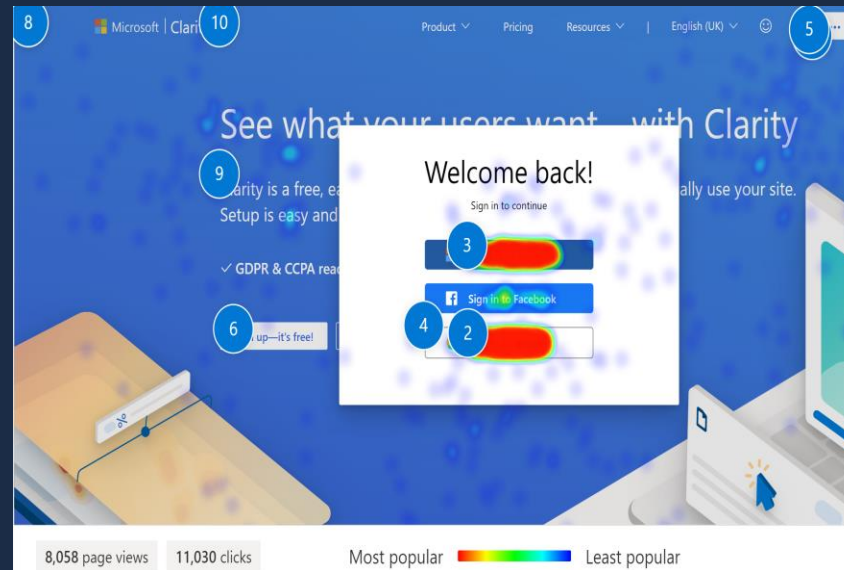 8
Microsoft | Clari
10
Product
Pricing
Resources
|
English (UK)
5
...
See what your users want with Clarity
9
arity is a free, ea
ally use your site.
Setup is easy and
✓ GDPR & CCPA read
6
up—it's free!
Welcome back!
Sign in to continue
3
Sign in to Facebook
4
2
8,058 page views
11,030 clicks
Most popular
Least popular